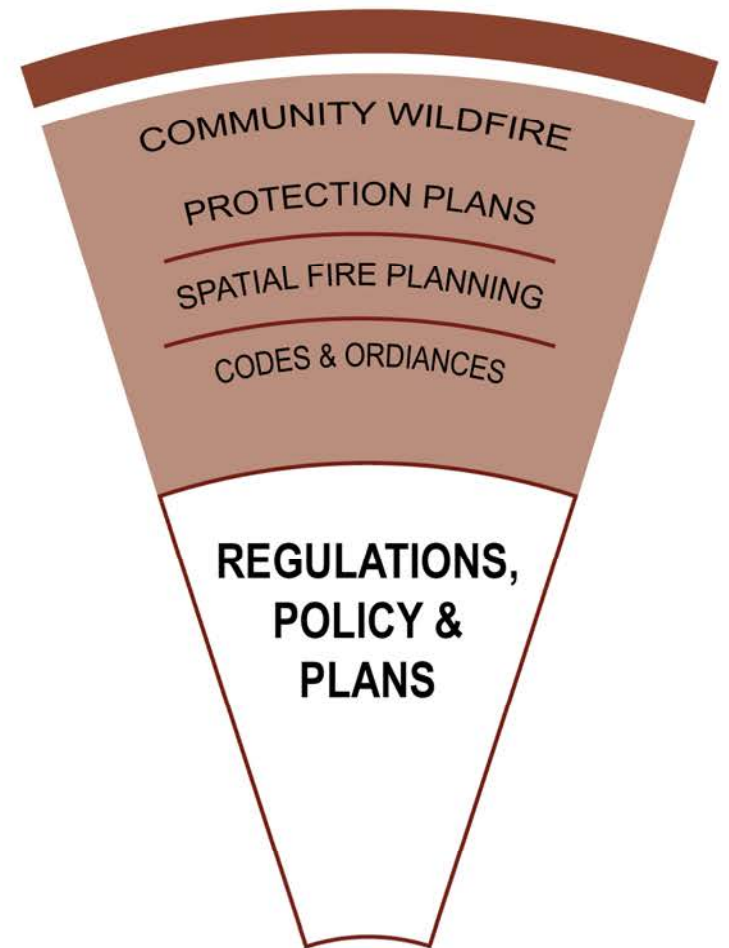 COMMUNITY WILDFIRE
PROTECTION PLANS
SPATIAL FIRE PLANNING
CODES & ORDIANCES
REGULATIONS,
POLICY &
PLANS